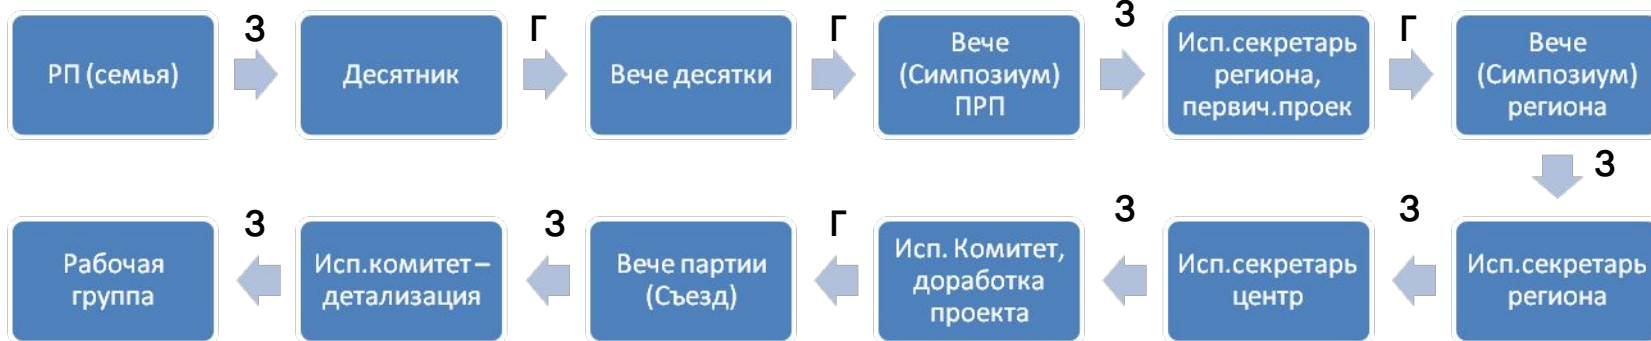 З
Г
Г
З
Г
РП (семья)
Десятник
Вече десятки
Вече
(Симпозиум)
ПРП
Исп.секретарь
региона,
первич.проек
Вече
(Симпозиум)
региона
З
З
З
Г
З
З
Рабочая
группа
Исп.комитет –
детализация
Вече партии
(Съезд)
Исп. Комитет,
доработка
проекта
Исп.секретарь
центр
Исп.секретарь
региона